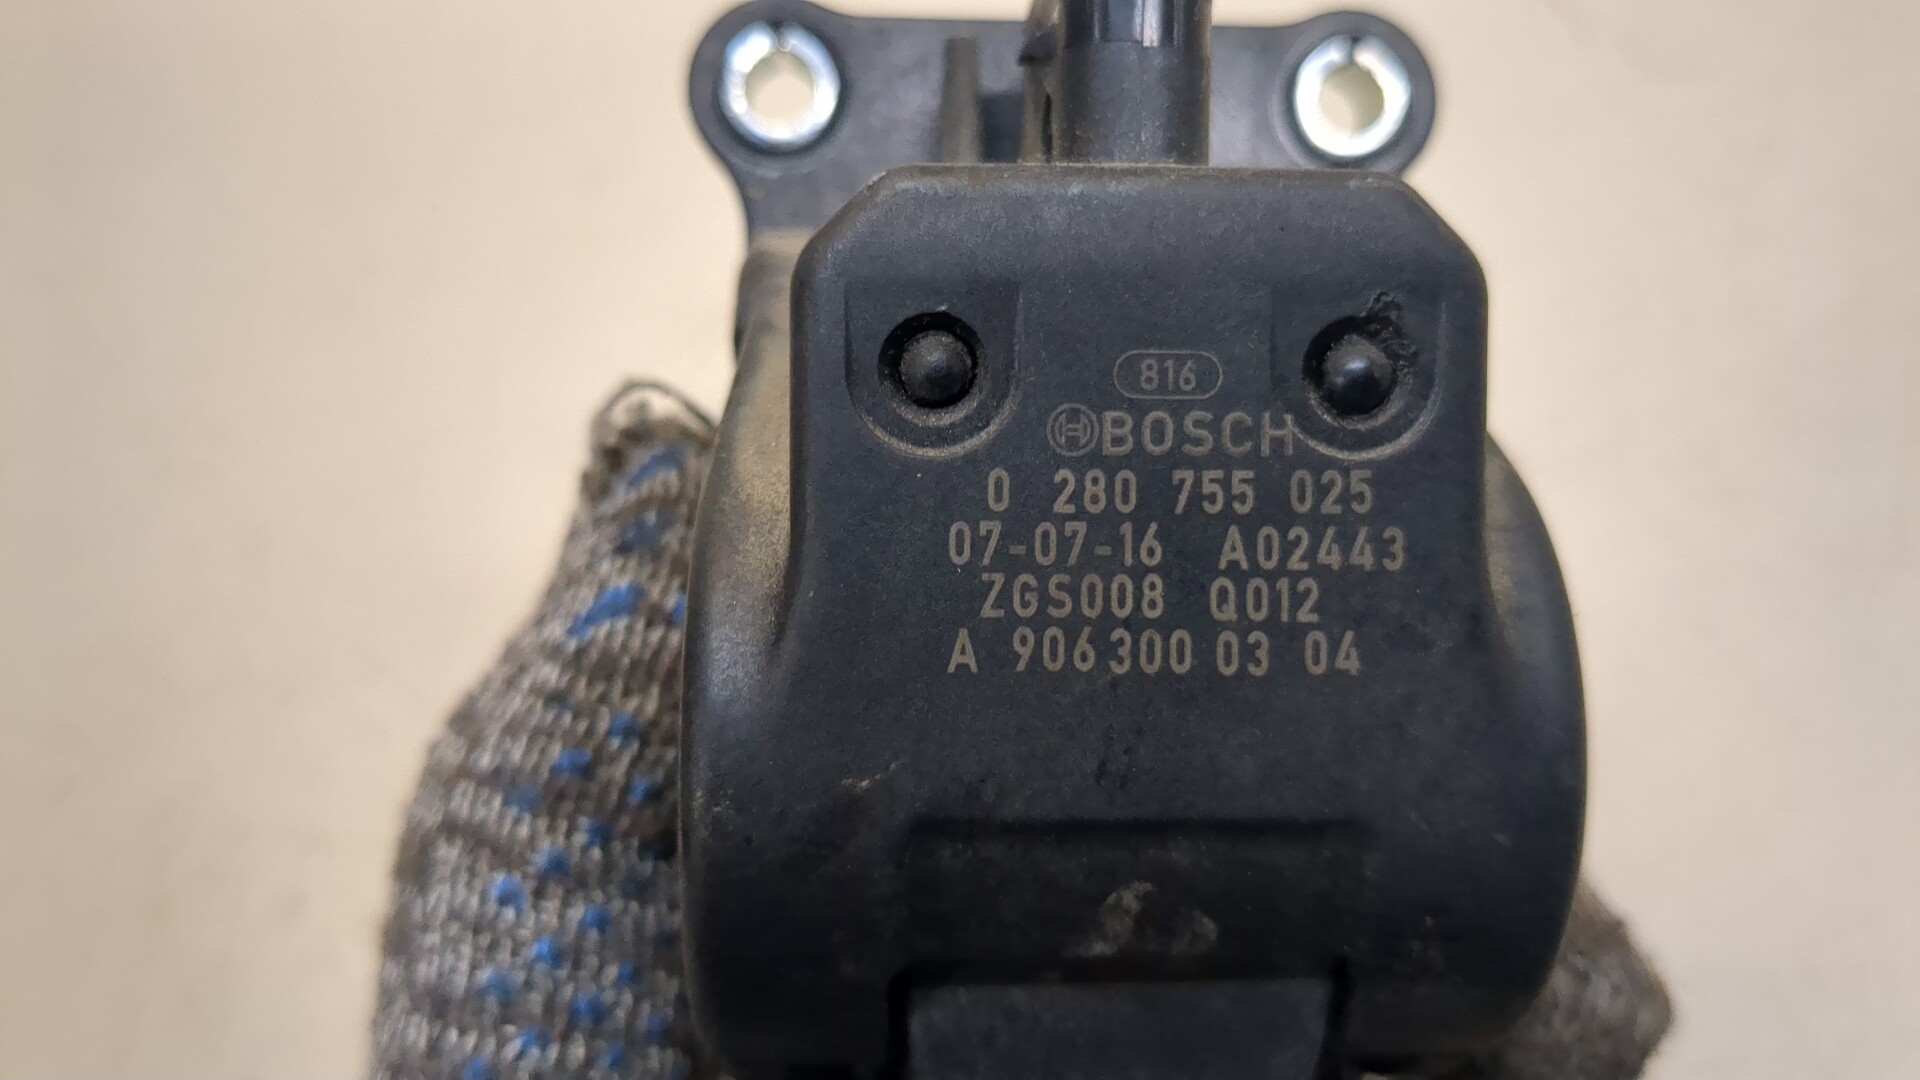 816
BOSCH
0 280 755 025
07-07-16 A02443
ZGS008 Q012
A 906 300 03 04